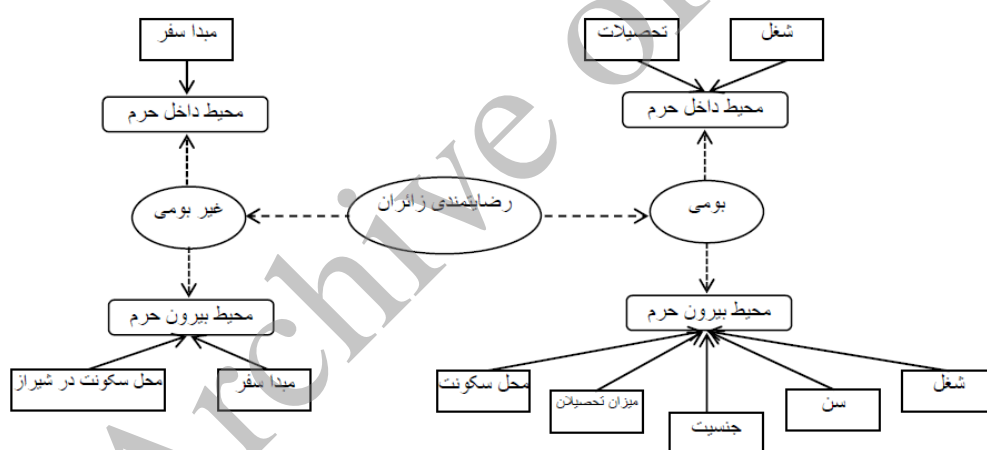 شغل
تحصیلات
مبدا سفر
محیط داخل حرم
محیط داخل حرم
بومی
رضایتمندی زائران
غیر بومی
محیط بیرون حرم
محیط بیرون حرم
شغل
سن
جنسیت
میزان تحصیلان
محل سکونت
مبدا سفر
محل سکونت در شیراز
Archive of